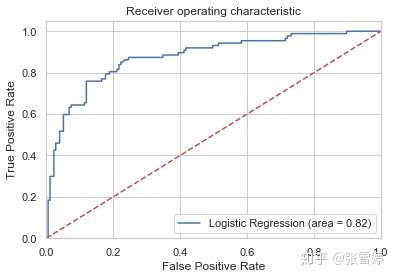 Receiver operating characteristic
True Positive Rate
1.0
0.8
0.6
0.4
0.2
0.0
Logistic Regression (area = 0.82)
0.0 0.2 0.4 0.6 0.8 1.0
False Positive Rate
知乎 @张雪婷